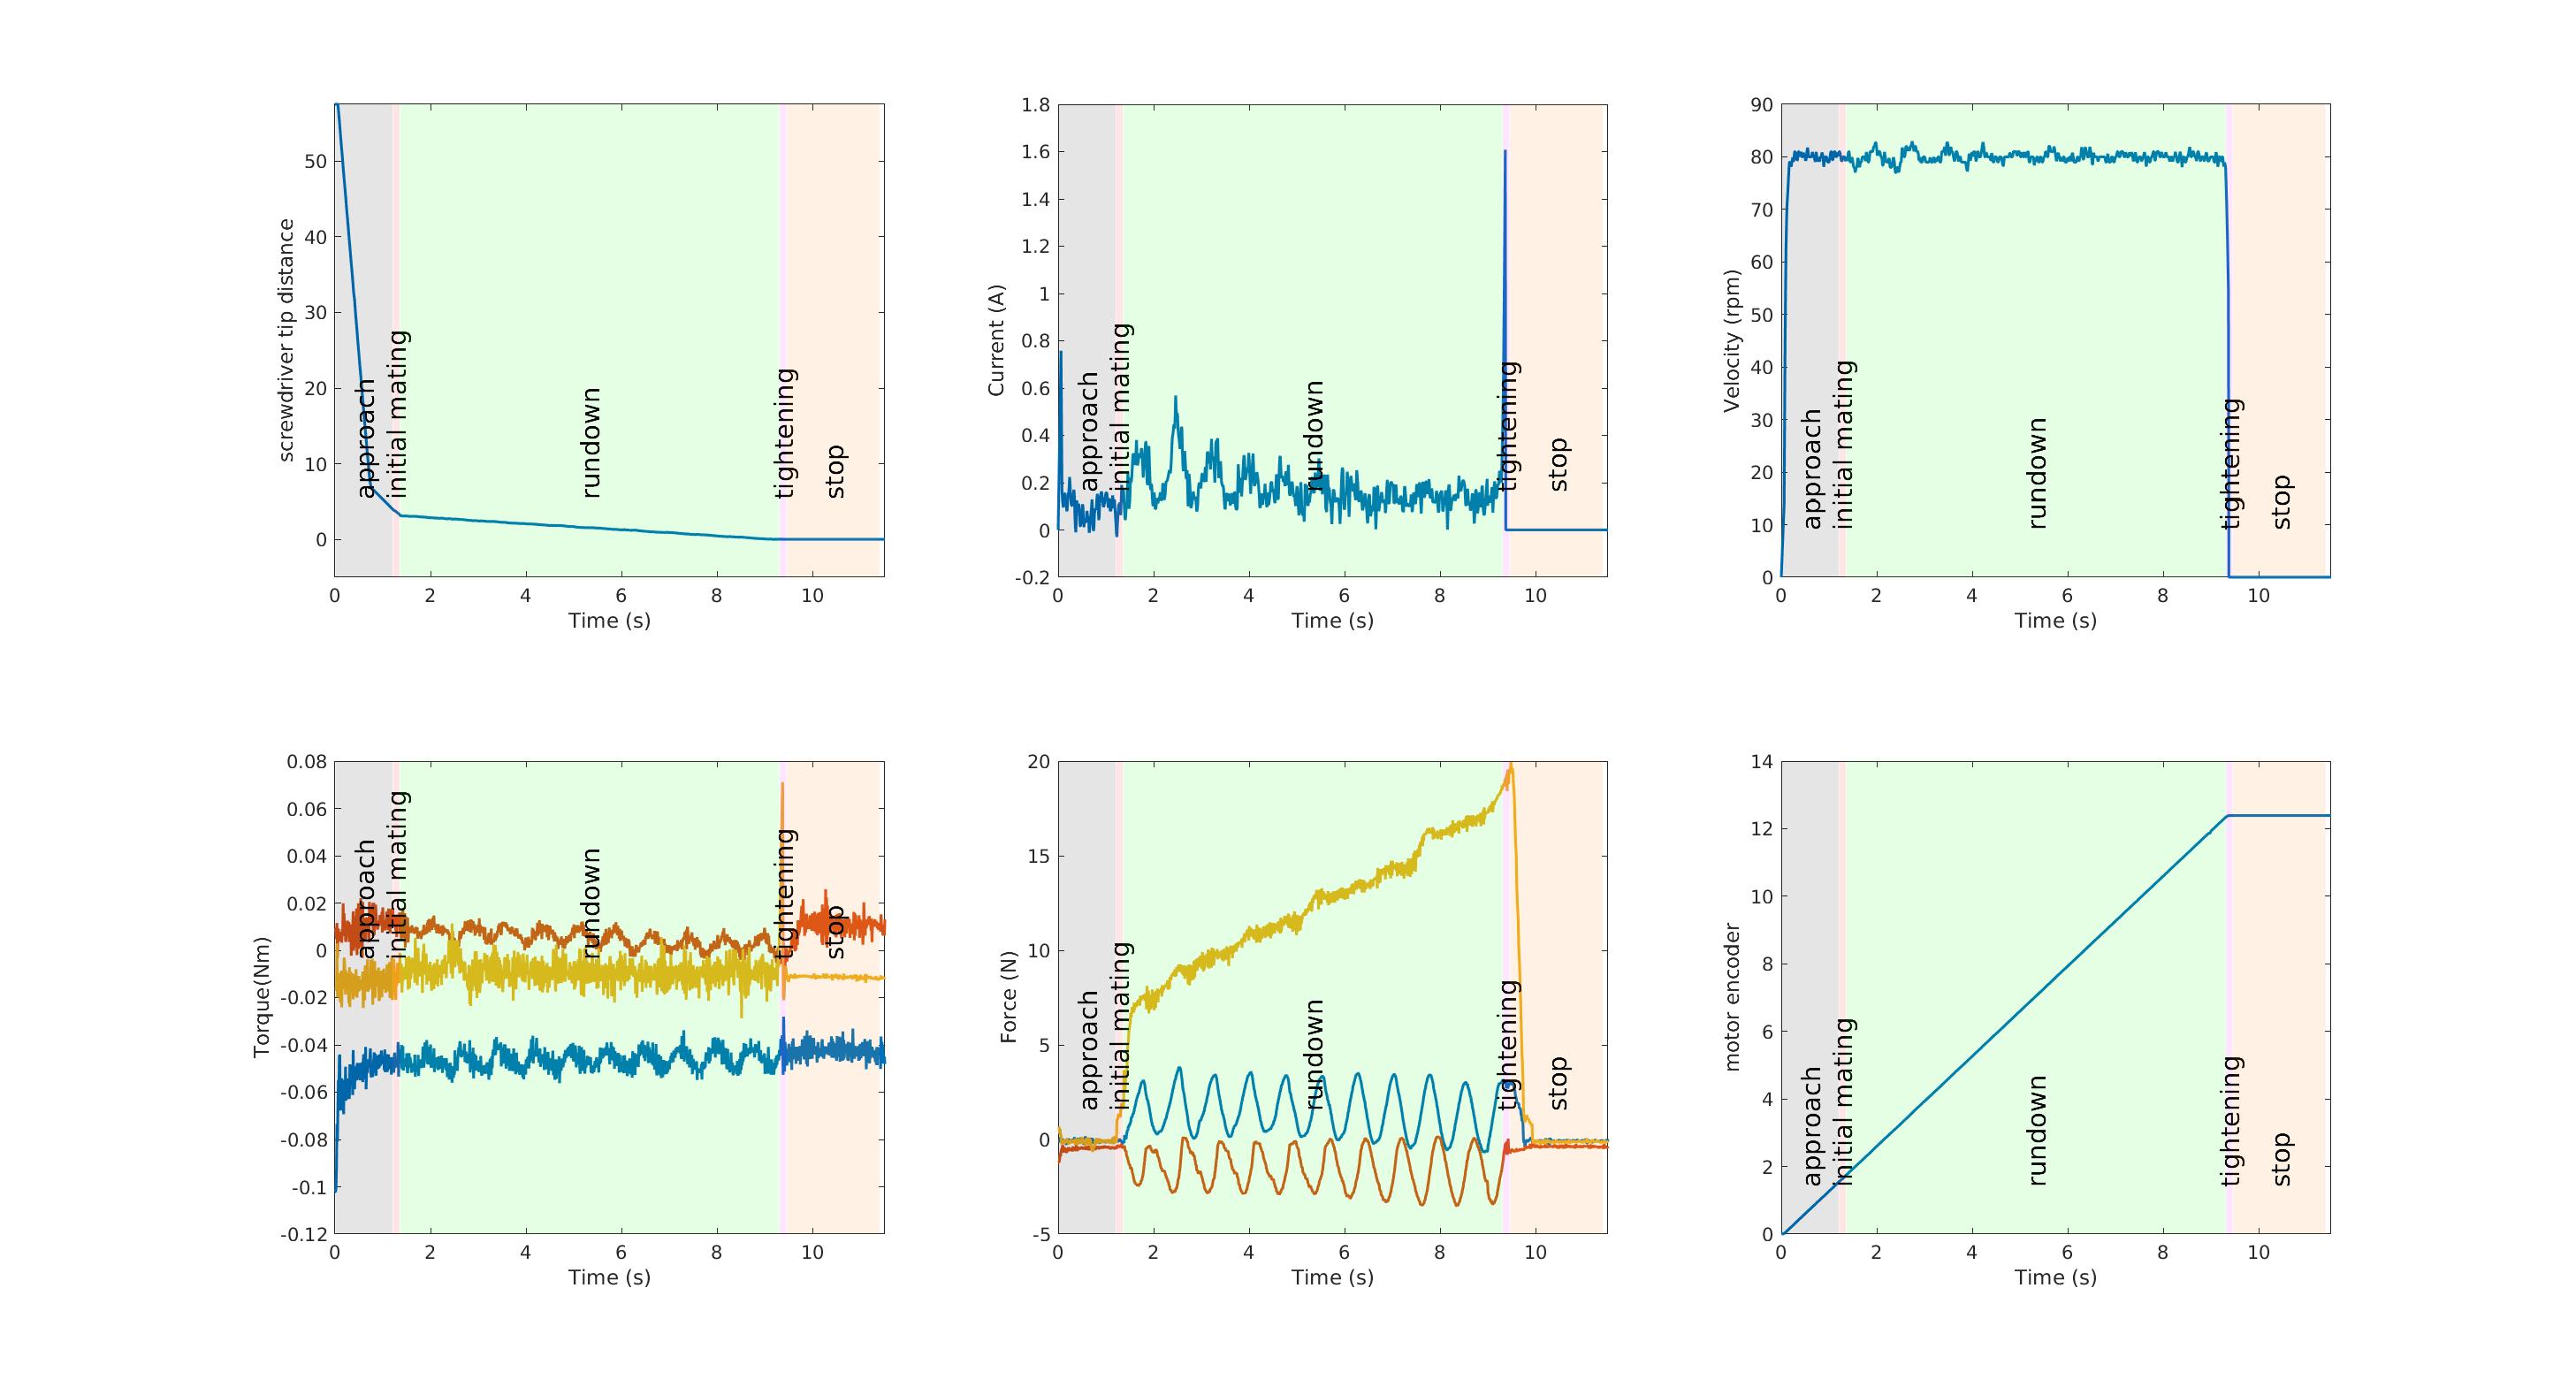 screwdriver tip distance
50
40
30
20
10
0
approach
initial mating
rundown
tightening
stop
0 2 4 6 8 10
Time (s)
Current (A)
1.8
1.6
1.4
1.2
1
0.8
0.6
0.4
0.2
0
-0.2
approach
initial mating
rundown
tightening
stop
0 2 4 6 8 10
Time (s)
Velocity (rpm)
90
80
70
60
50
40
30
20
10
0
approach
initial mating
rundown
tightening
stop
0 2 4 6 8 10
Time (s)
Torque(Nm)
0.08
0.06
0.04
0.02
0
-0.02
-0.04
-0.06
-0.08
-0.1
-0.12
approach
initial mating
rundown
tightening
stop
0 2 4 6 8 10
Time (s)
Force (N)
20
15
10
5
0
-5
approach
initial mating
rundown
tightening
stop
0 2 4 6 8 10
Time (s)
motor encoder
14
12
10
8
6
4
2
0
approach
initial mating
rundown
tightening
stop
0 2 4 6 8 10
Time (s)